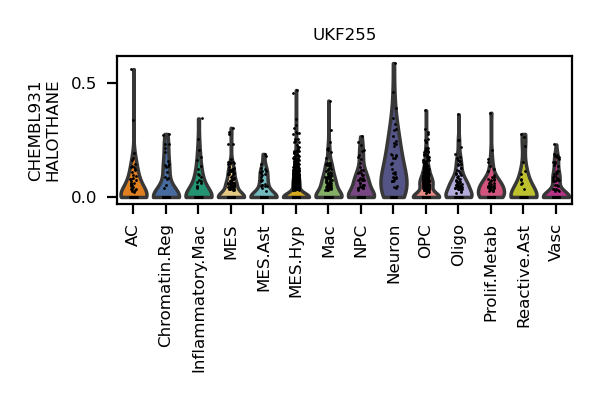 UKF255
CHEMBL931
HALOTHANE
0.5
0.0
AC
Chromatin.Reg
Inflammatory.Mac
MES
MES.Ast
MES.Hyp
Mac
NPC
Neuron
OPC
Oligo
Prolif.Metab
Reactive.Ast
Vasc